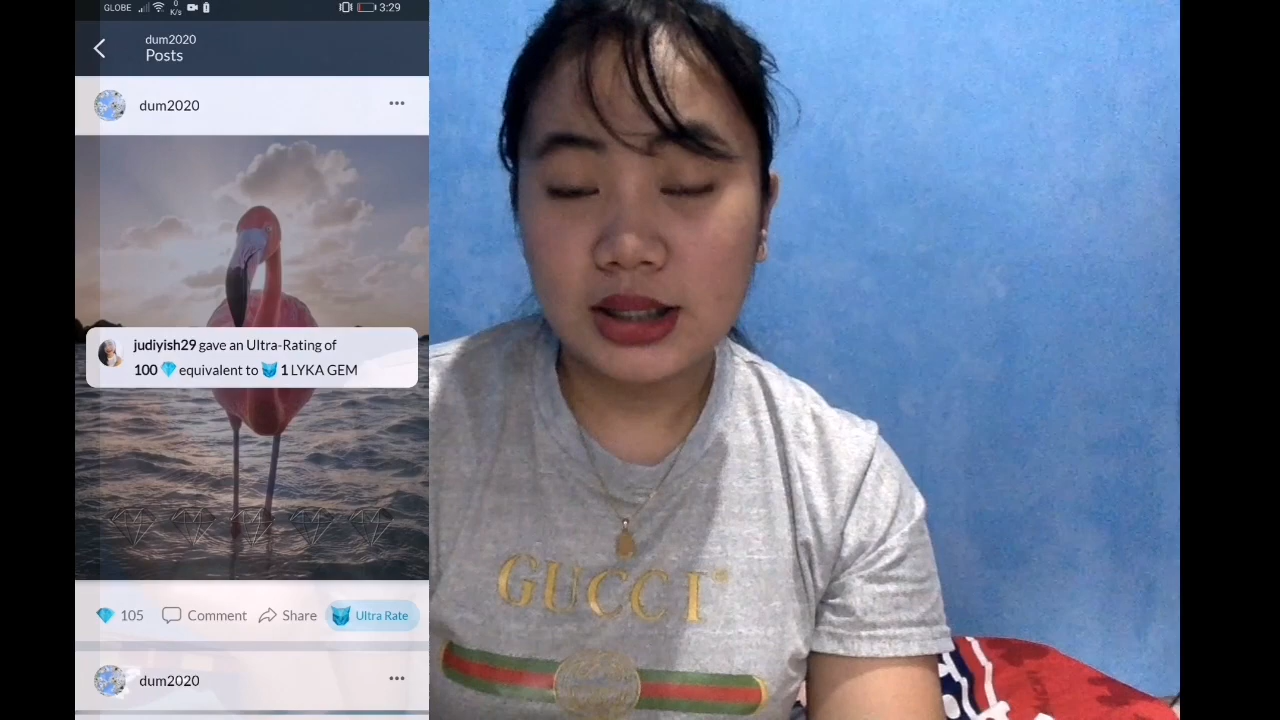 GLOBE
0
K/s
3:29
dum2020
Posts
dum2020
judiyish29 gave an Ultra-Rating of
100 equivalent to 1 LYKA GEM
105
Comment
Share
Ultra Rate
dum2020
GUCCI